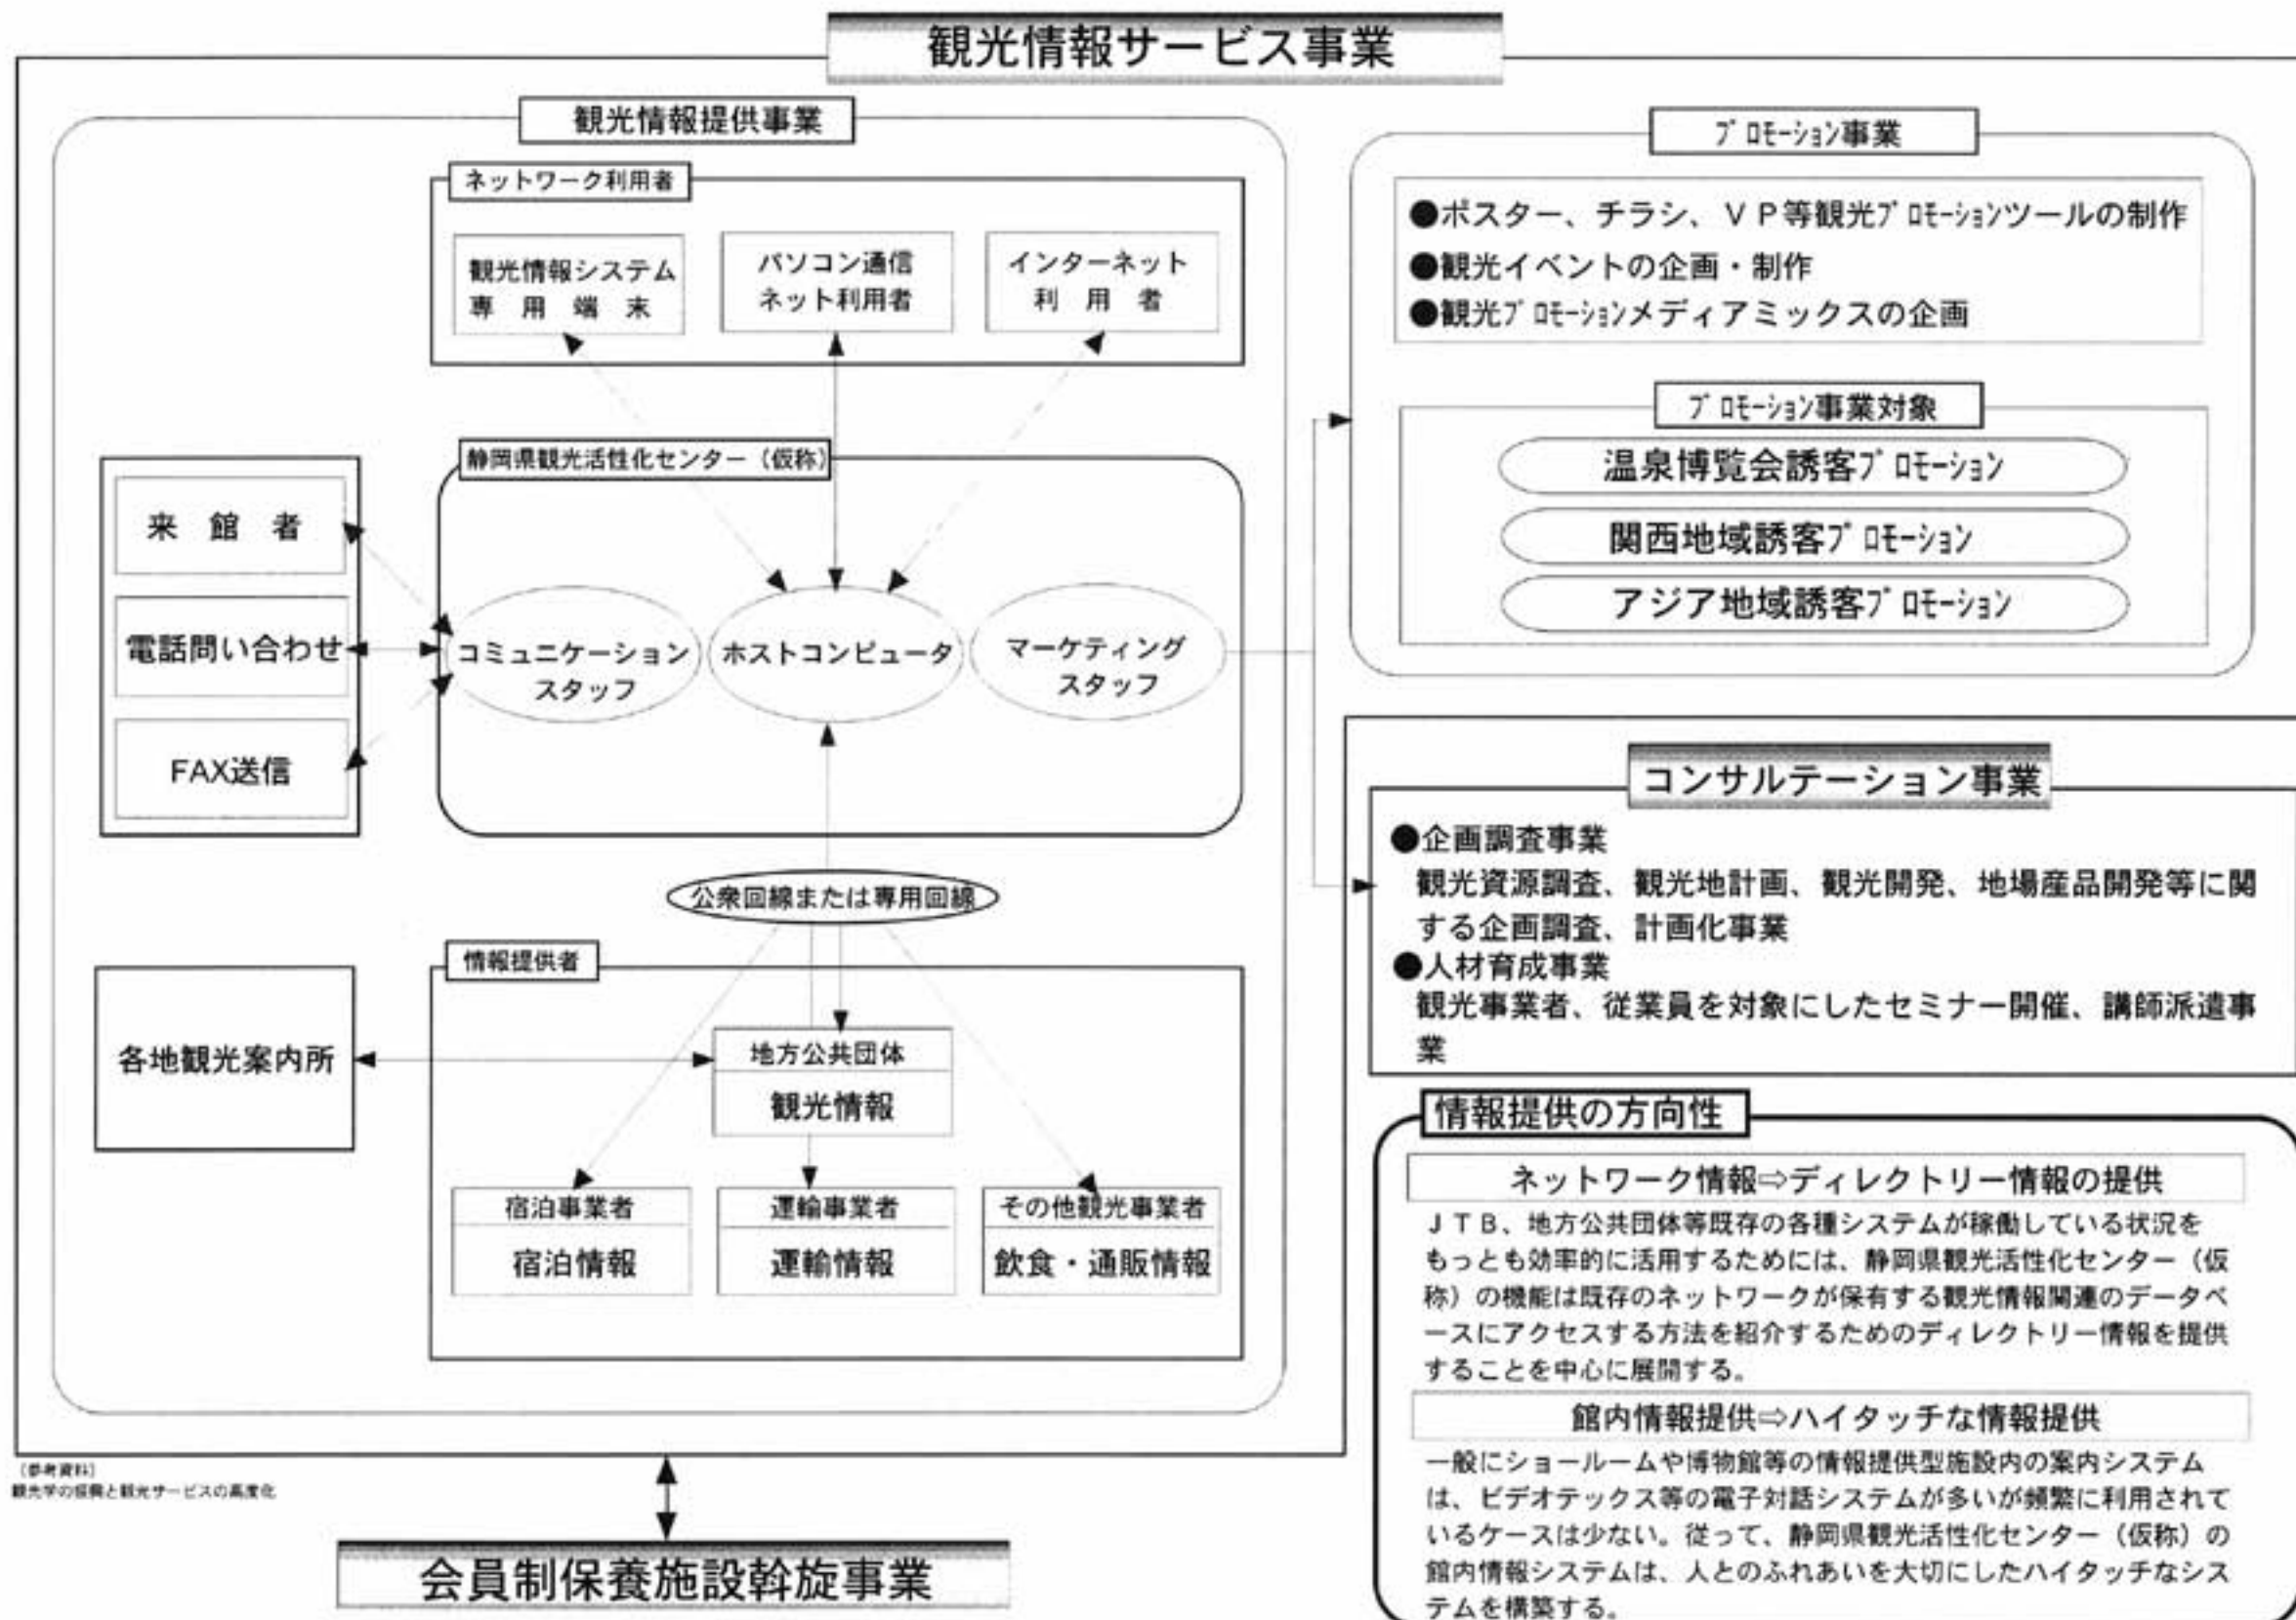 観光情報サービス事業
観光情報提供事業
ネットワーク利用者
観光情報システム
専　用　端　末
パソコン通信
ネット利用者
インターネット
利　用　者
静岡県観光活性化センター（仮称）
来　館　者
電話問い合わせ
FAX送信
コミュニケーション
スタッフ
ホストコンピュータ
マーケティング
スタッフ
公衆回線または専用回線
情報提供者
各地観光案内所
地方公共団体
観光情報
宿泊事業者
宿泊情報
運輸事業者
運輸情報
その他観光事業者
飲食・通販情報
ﾌﾟﾛﾓｰｼｮﾝ事業
●ポスター、チラシ、ＶＰ等観光ﾌﾟﾛﾓｰｼｮﾝツールの制作
●観光イベントの企画・制作
●観光ﾌﾟﾛﾓｰｼｮﾝメディアミックスの企画
ﾌﾟﾛﾓｰｼｮﾝ事業対象
温泉博覧会誘客ﾌﾟﾛﾓｰｼｮﾝ
関西地域誘客ﾌﾟﾛﾓｰｼｮﾝ
アジア地域誘客ﾌﾟﾛﾓｰｼｮﾝ
コンサルテーション事業
●企画調査事業
観光資源調査、観光地計画、観光開発、地場産品開発等に関
する企画調査、計画化事業
●人材育成事業
観光事業者、従業員を対象にしたセミナー開催、講師派遣事
業
情報提供の方向性
ネットワーク情報⇨ディレクトリー情報の提供
ＪＴＢ、地方公共団体等既存の各種システムが稼働している状況を
もっとも効率的に活用するためには、静岡県観光活性化センター（仮
称）の機能は既存のネットワークが保有する観光情報関連のデータベ
ースにアクセスする方法を紹介するためのディレクトリー情報を提供
することを中心に展開する。
館内情報提供⇨ハイタッチな情報提供
一般にショールームや博物館等の情報提供型施設内の案内システム
は、ビデオテックス等の電子対話システムが多いが頻繁に利用されて
いるケースは少ない。従って、静岡県観光活性化センター（仮称）の
館内情報システムは、人とのふれあいを大切にしたハイタッチなシス
テムを構築する。
（参考資料）
観光学の振興と観光サービスの高度化
会員制保養施設斡旋事業